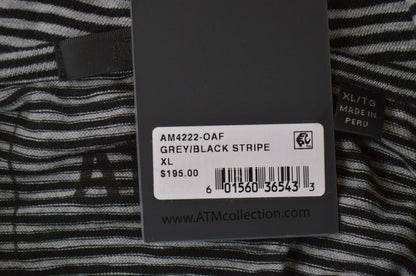 AM4222-OAF
GREY/BLACK STRIPE
XL
$195.00
6 01560 36543 3
www.ATMcollection.com
XL/TG
MADE IN
PERU
A